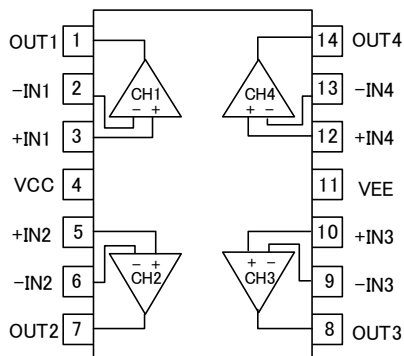 OUT1 1 14 OUT4
−IN1 2 13 −IN4
CH1 CH4
− + + −
+IN1 3 12 +IN4
VCC 4 11 VEE
+IN2 5 10 +IN3
− + + −
−IN2 6 CH2 CH3 9 −IN3
OUT2 7 8 OUT3